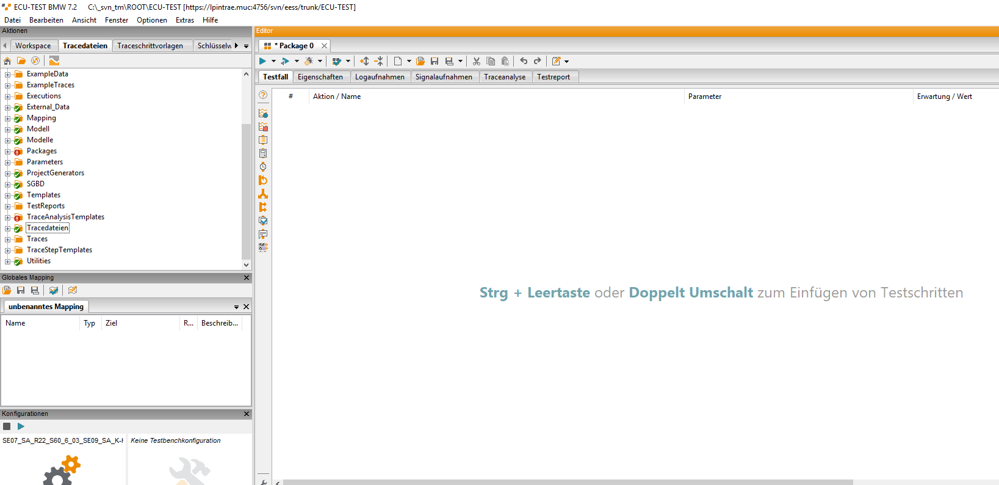 ECU-TEST BMW 7.2 C:\_svn_tm\ROOT\ECU-TEST [https://lpintrae.muc:4756/svn/eess/trunk/ECU-TEST]
Datei Bearbeiten Ansicht Fenster Optionen Extras Hilfe
Aktionen
Workspace Tracedateien Traceschrittvorlagen Schlüsselw
ExampleData
ExampleTraces
Executions
External_Data
Mapping
Modell
Modelle
Packages
Parameters
ProjectGenerators
SGBD
Templates
TestReports
TraceAnalysisTemplates
Tracedateien
Traces
TraceStepTemplates
Utilities
Globales Mapping
unbenanntes Mapping
Name Typ Ziel R... Beschreib...
Konfigurationen
SE07_SA_R22_S60_6_03_SE09_SA_K-H Keine Testbenchkonfiguration
Editor
* Package 0
Testfall Eigenschaften Logaufnahmen Signalaufnahmen Traceanalyse Testreport
# Aktion / Name Parameter Erwartung / Wert
Strg + Leertaste oder Doppelt Umschalt zum Einfügen von Testschritten